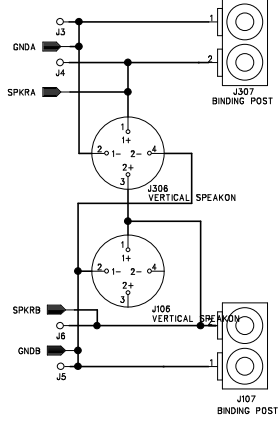 J3
1
GNDA
J4
2
J307
BINDING POST
SPKRA
1
1+
2 1- 2- 4
2+
3
J306
VERTICAL SPEAKON
1
1+
2 1- 2- 4
2+
3
J106
VERTICAL SPEAKON
SPKRB
2
J6
GNDB
1
J5
J107
BINDING POST